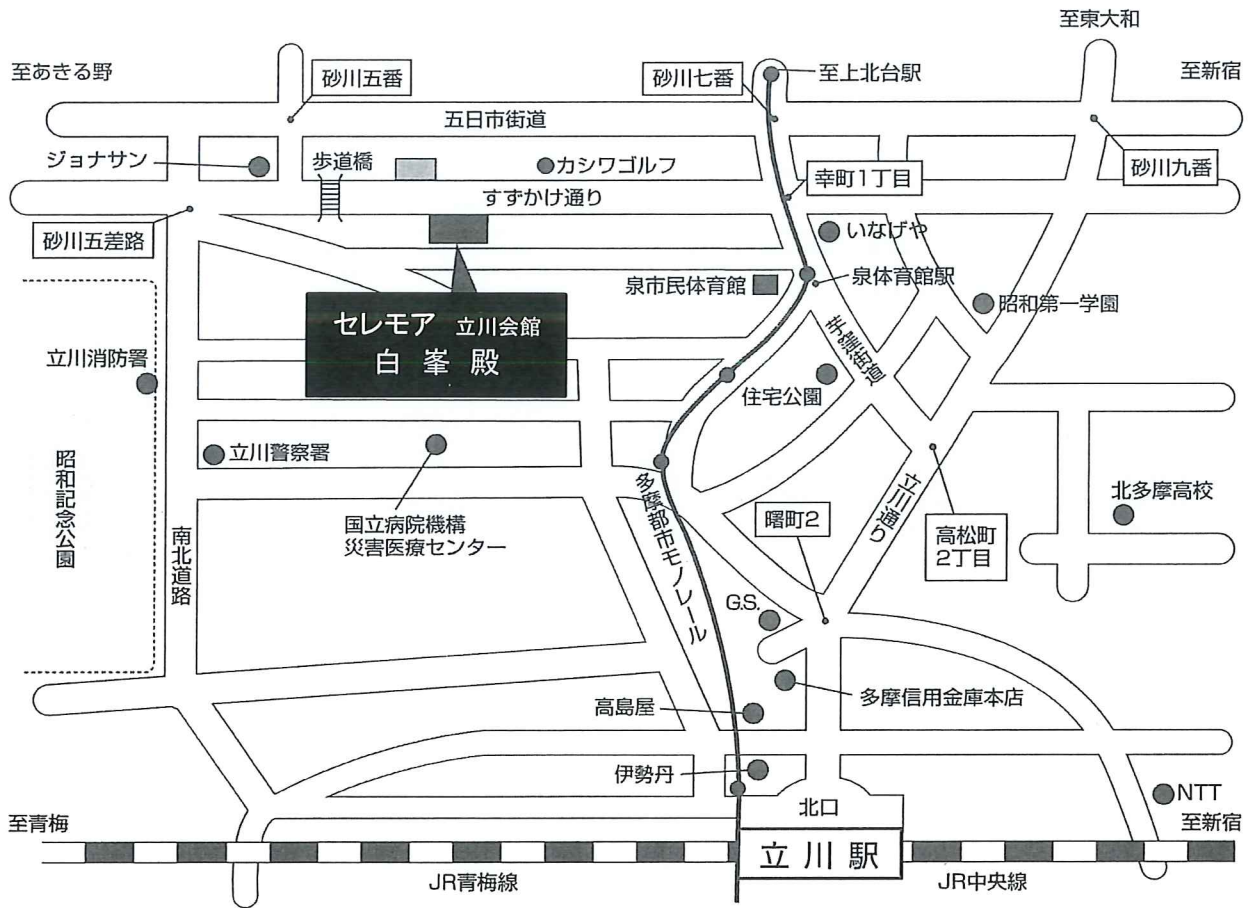 至東大和
至あきる野
砂川五番
砂川七番
至上北台駅
至新宿
五日市街道
ジョナサン
歩道橋
カシワゴルフ
幸町1丁目
砂川九番
すずかけ通り
砂川五差路
いなげや
泉市民体育館
泉体育館駅
昭和第一学園
セレモア 立川会館
白峯殿
芋窪街道
立川消防署
住宅公園
立川警察署
昭和記念公園
国立病院機構
災害医療センター
南北道路
多摩都市モノレール
曙町2
立川通り
高松町
2丁目
北多摩高校
G.S.
多摩信用金庫本店
高島屋
伊勢丹
北口
NTT
至青梅
至新宿
立川駅
JR青梅線
JR中央線